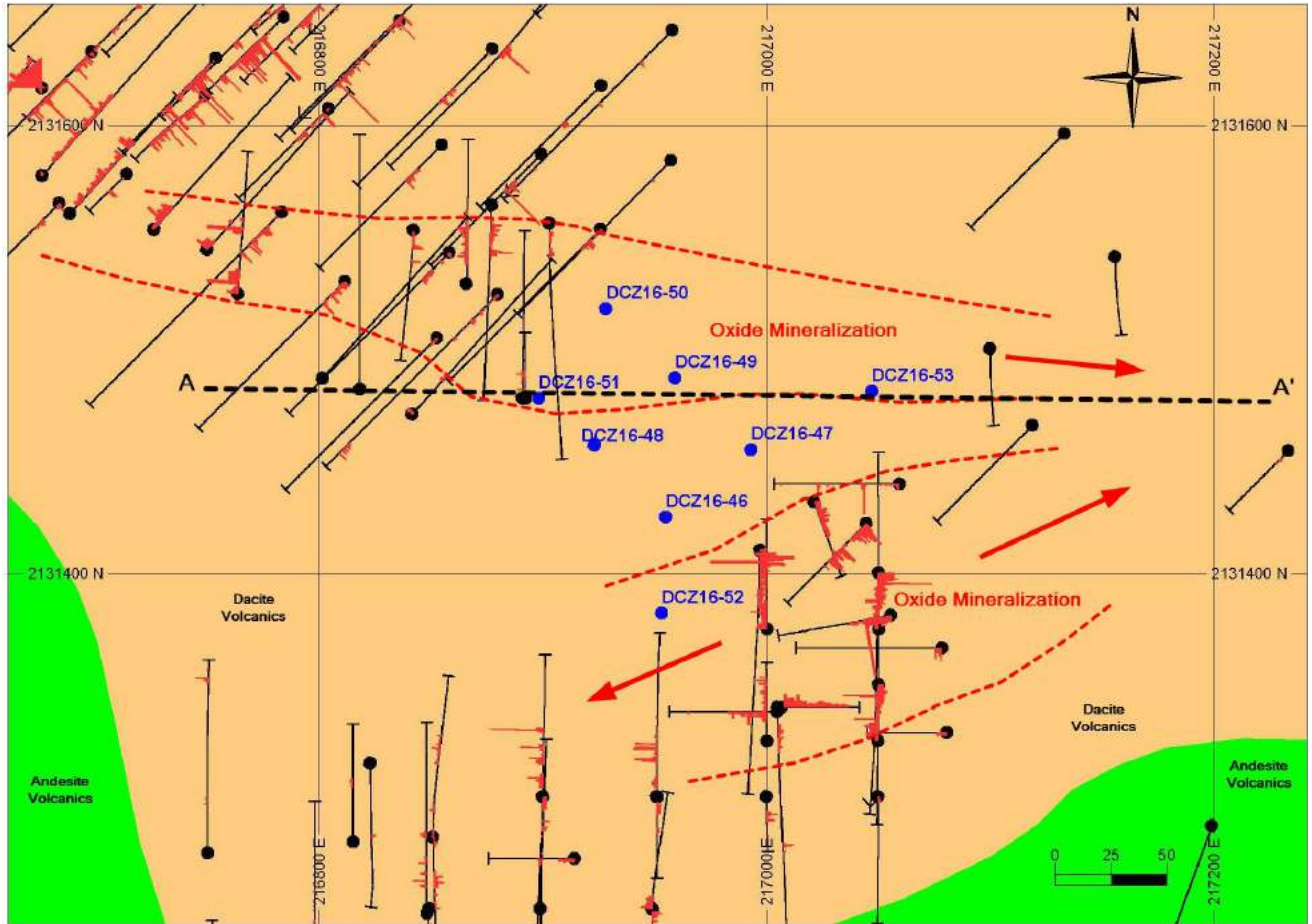 216800 E
217000 E
N
217200 E
2131600 N
2131600 N
DCZ16-50
Oxide Mineralization
DCZ16-49
A
DCZ16-51
DCZ16-53
A'
DCZ16-48
DCZ16-47
DCZ16-46
2131400 N
2131400 N
DCZ16-52
Oxide Mineralization
Dacite
Volcanics
Dacite
Volcanics
Andesite
Volcanics
Andesite
Volcanics
216800 E
217000 E
217200 E
0 25 50